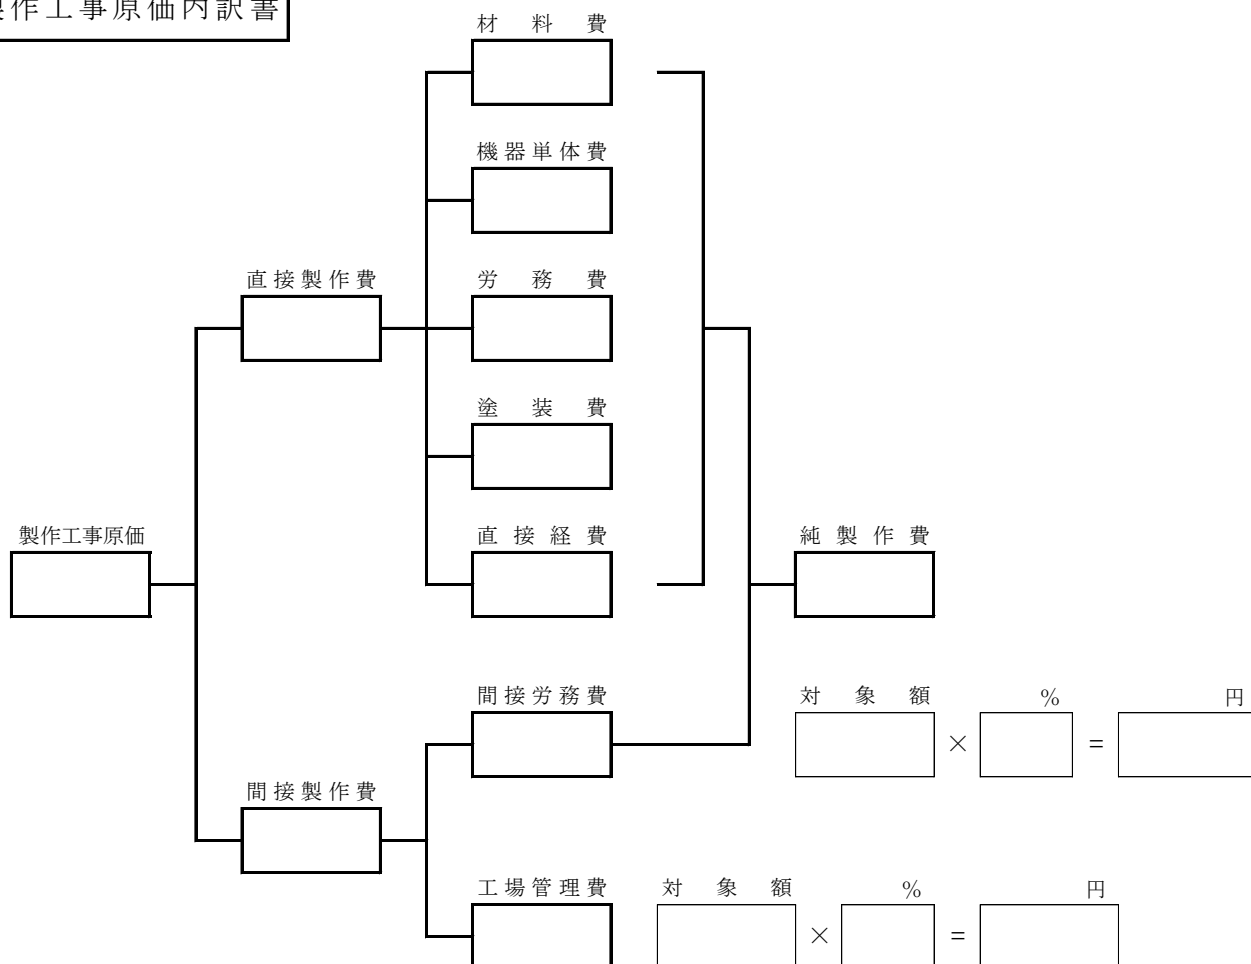 製作工事原価内訳書
材料費
機器単体費
直接製作費 労務費
塗装費
製作工事原価 直接経費 純製作費
間接労務費 対象額 % 円
× =
間接製作費
工場管理費 対象額 % 円
× =